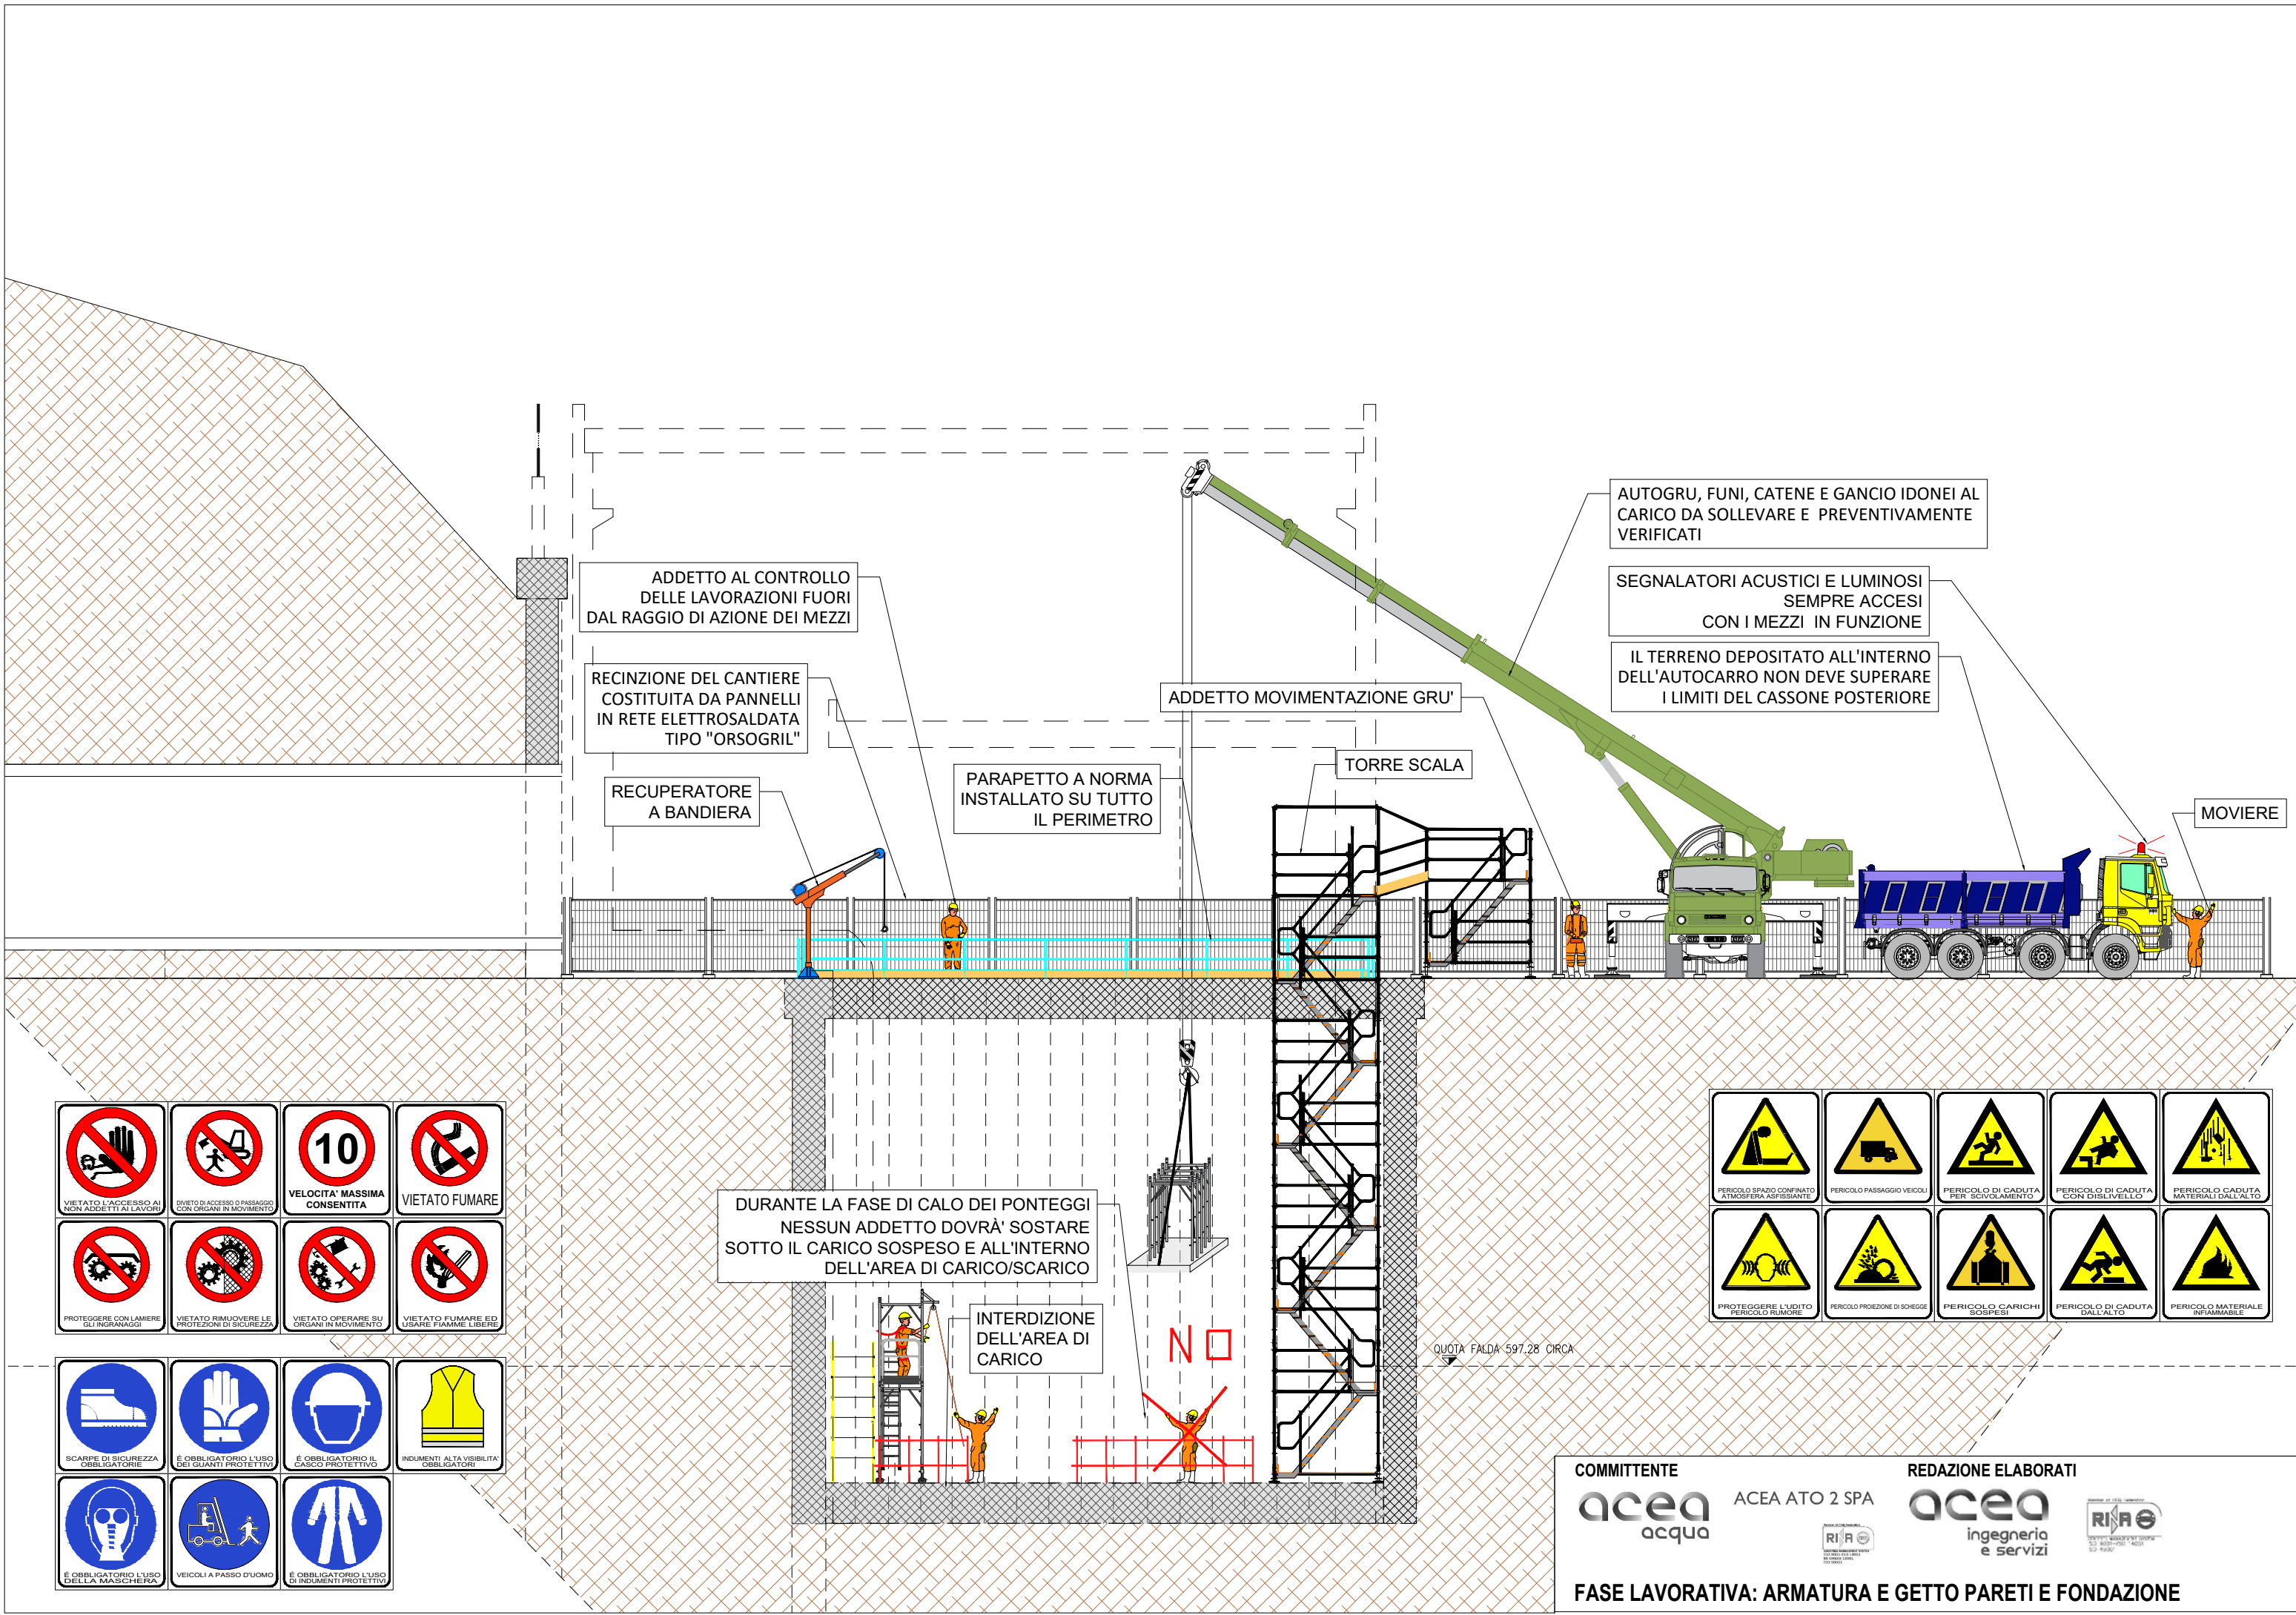 AUTOGRU, FUNI, CATENE E GANCIO IDONEI AL
CARICO DA SOLLEVARE E PREVENTIVAMENTE
VERIFICATI
ADDETTO AL CONTROLLO
DELLE LAVORAZIONI FUORI
DAL RAGGIO DI AZIONE DEI MEZZI
SEGNALATORI ACUSTICI E LUMINOSI
SEMPRE ACCESI
CON I MEZZI IN FUNZIONE
RECINZIONE DEL CANTIERE
COSTITUITA DA PANNELLI
IN RETE ELETTROSALDATA
TIPO "ORSOGRIL"
ADDETTO MOVIMENTAZIONE GRU'
IL TERRENO DEPOSITATO ALL'INTERNO
DELL'AUTOCARRO NON DEVE SUPERARE
I LIMITI DEL CASSONE POSTERIORE
RECUPERATORE
A BANDIERA
PARAPETTO A NORMA
INSTALLATO SU TUTTO
IL PERIMETRO
TORRE SCALA
MOVIERE
VIETATO L'ACCESSO AI
NON ADDETTI AI LAVORI
DIVIETO DI ACCESSO O PASSAGGIO
CON ORGANI IN MOVIMENTO
10
VELOCITA' MASSIMA
CONSENTITA
VIETATO FUMARE
PROTEGGERE CON LAMIERE
GLI INGRANAGGI
VIETATO RIMUOVERE LE
PROTEZIONI DI SICUREZZA
VIETATO OPERARE SU
ORGANI IN MOVIMENTO
VIETATO FUMARE ED
USARE FIAMME LIBERE
DURANTE LA FASE DI CALO DEI PONTEGGI
NESSUN ADDETTO DOVRÀ' SOSTARE
SOTTO IL CARICO SOSPESO E ALL'INTERNO
DELL'AREA DI CARICO/SCARICO
INTERDIZIONE
DELL'AREA DI
CARICO
NO
QUOTA FALDA 597.28 CIRCA
PERICOLO SPAZIO CONFINATO
ATMOSFERA ASFISSIANTE
PERICOLO PASSAGGIO VEICOLI
PERICOLO DI CADUTA
PER SCIVOLAMENTO
PERICOLO DI CADUTA
CON DISLIVELLO
PERICOLO CADUTA
MATERIALI DALL'ALTO
PROTEGGERE L'UDITO
PERICOLO RUMORE
PERICOLO PROIEZIONE DI SCHEGGE
PERICOLO CARICHI
SOSPESI
PERICOLO DI CADUTA
DALL'ALTO
PERICOLO MATERIALE
INFIAMMABILE
SCARPE DI SICUREZZA
OBBLIGATORIE
É OBBLIGATORIO L'USO
DEI GUANTI PROTETTIVI
É OBBLIGATORIO IL
CASCO PROTETTIVO
INDUMENTI ALTA VISIBILITA'
OBBLIGATORI
É OBBLIGATORIO L'USO
DELLA MASCHERA
VEICOLI A PASSO D'UOMO
É OBBLIGATORIO L'USO
DI INDUMENTI PROTETTIVI
COMMITTENTE
acea
acqua
ACEA ATO 2 SPA
RINA
REDAZIONE ELABORATI
acea
ingegneria
e servizi
RINA
FASE LAVORATIVA: ARMATURA E GETTO PARETI E FONDAZIONE